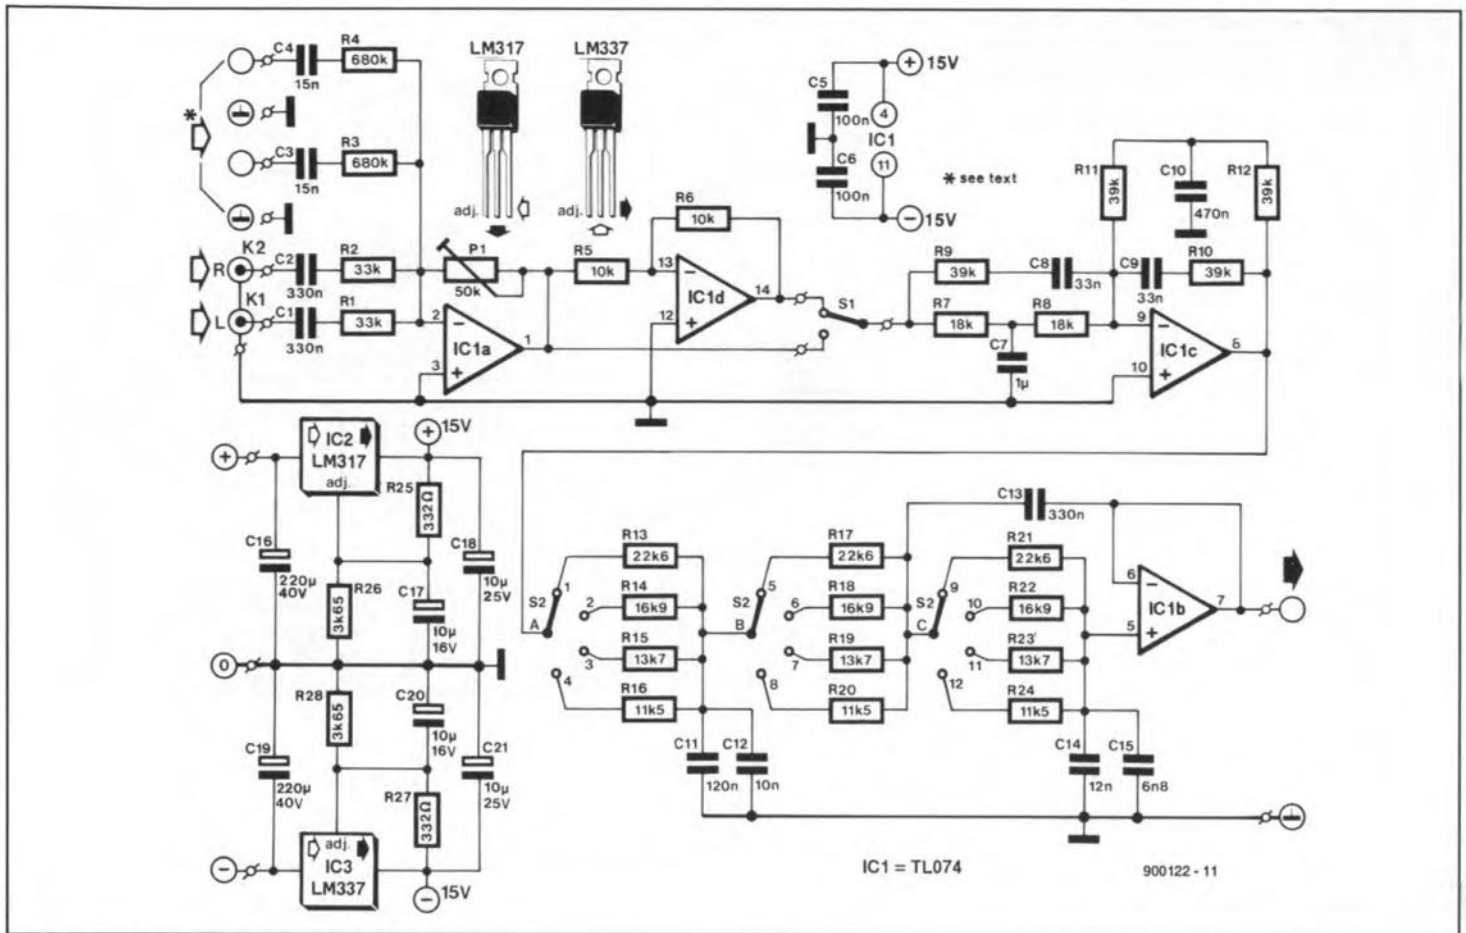 C4
R4
680k
15n
LM317
LM337
adj.
adj.
C5
100n
C6
100n
+
15V
4
IC1
11
−
15V
* see text
*
C3
R3
680k
15n
R11
39k
C10
470n
R12
39k
K2
R
C2
R2
33k
330n
K1
L
C1
R1
33k
330n
P1
50k
2
−
3
+
IC1a
1
R5
10k
R6
10k
13
−
12
+
IC1d
14
S1
R9
39k
C8
33n
C9
33n
R10
39k
R7
18k
R8
18k
C7
1µ
9
−
10
+
IC1c
8
+
IC2
LM317
adj.
+
15V
R25
332Ω
C16
220µ
40V
R26
3k65
C17
10µ
16V
C18
10µ
25V
0
R28
3k65
C20
10µ
16V
C19
220µ
40V
C21
10µ
25V
R27
332Ω
−
adj.
IC3
LM337
−
15V
S2
A
1
2
3
4
R13
22k6
R14
16k9
R15
13k7
R16
11k5
C11
120n
C12
10n
S2
B
5
6
7
8
R17
22k6
R18
16k9
R19
13k7
R20
11k5
C13
330n
S2
C
9
10
11
12
R21
22k6
R22
16k9
R23
13k7
R24
11k5
C14
12n
C15
6n8
6
−
5
+
IC1b
7
IC1 = TL074
900122 - 11